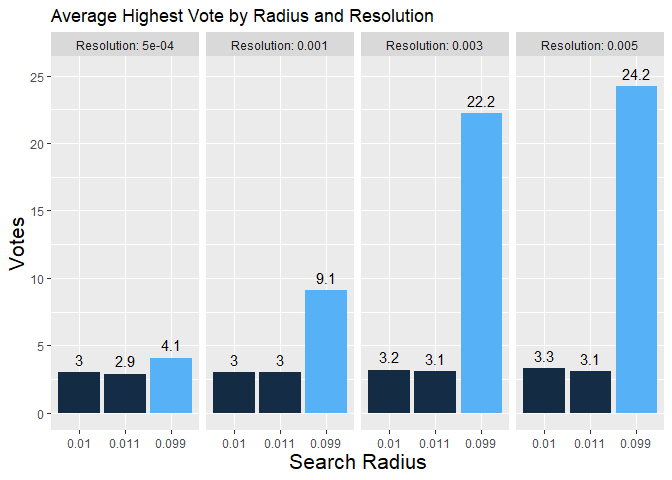 Average Highest Vote by Radius and Resolution
Resolution: 5e-04 Resolution: 0.001 Resolution: 0.003 Resolution: 0.005
25
20
15
10
5
0
Votes
3 2.9 4.1
3 3 9.1
3.2 3.1 22.2
3.3 3.1 24.2
0.01 0.011 0.099 0.01 0.011 0.099 0.01 0.011 0.099 0.01 0.011 0.099
Search Radius